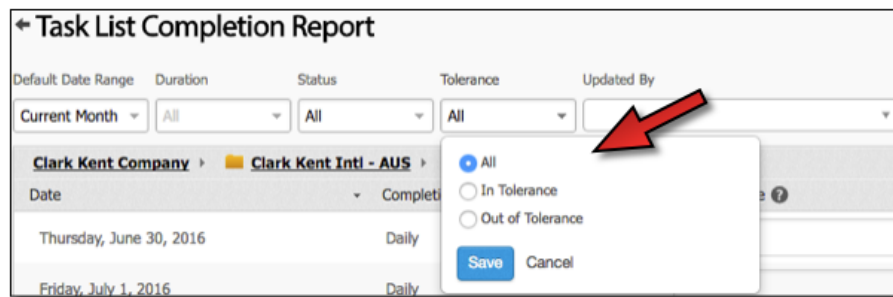 Task List Completion Report
Default Date Range Duration Status Tolerance Updated By
Current Month All All All
Clark Kent Company Clark Kent Intl - AUS
All
Date Completi e ?
In Tolerance
Out of Tolerance
Thursday, June 30, 2016 Daily
Save Cancel
Friday, July 1, 2016 Daily